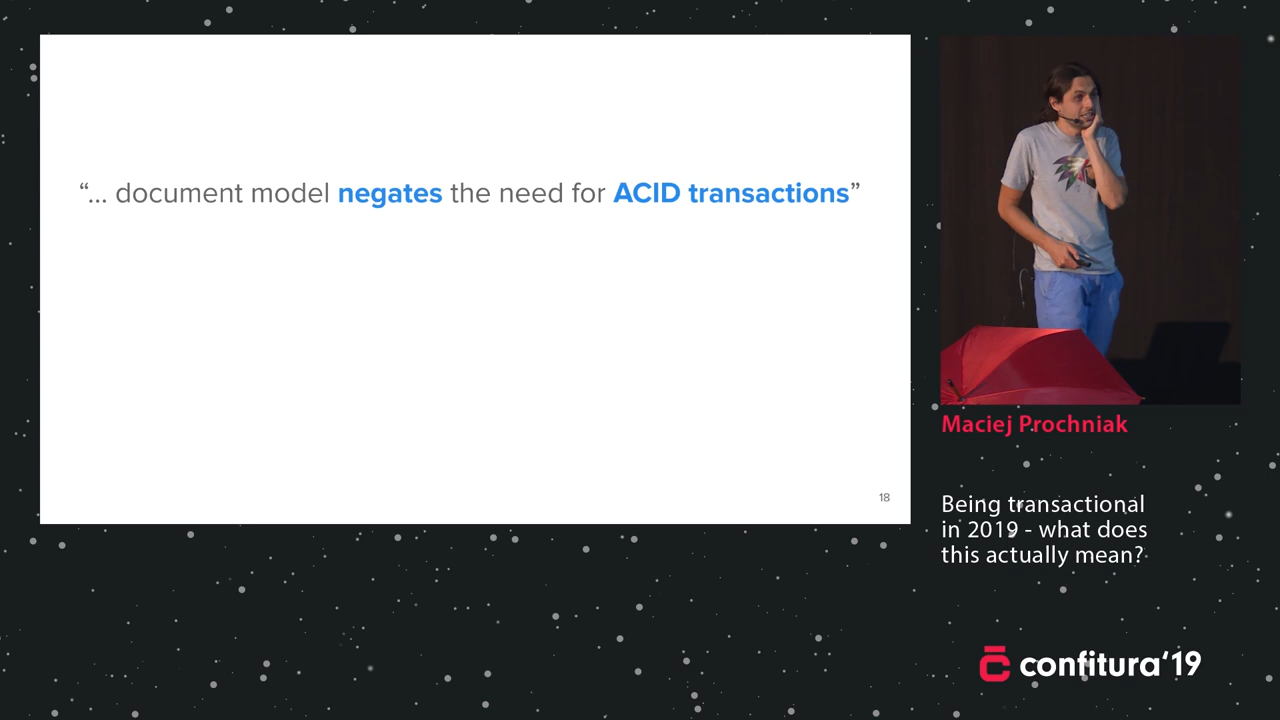 “... document model negates the need for ACID transactions”
18
Maciej Prochniak
Being transactional
in 2019 - what does
this actually mean?
confitura‘19